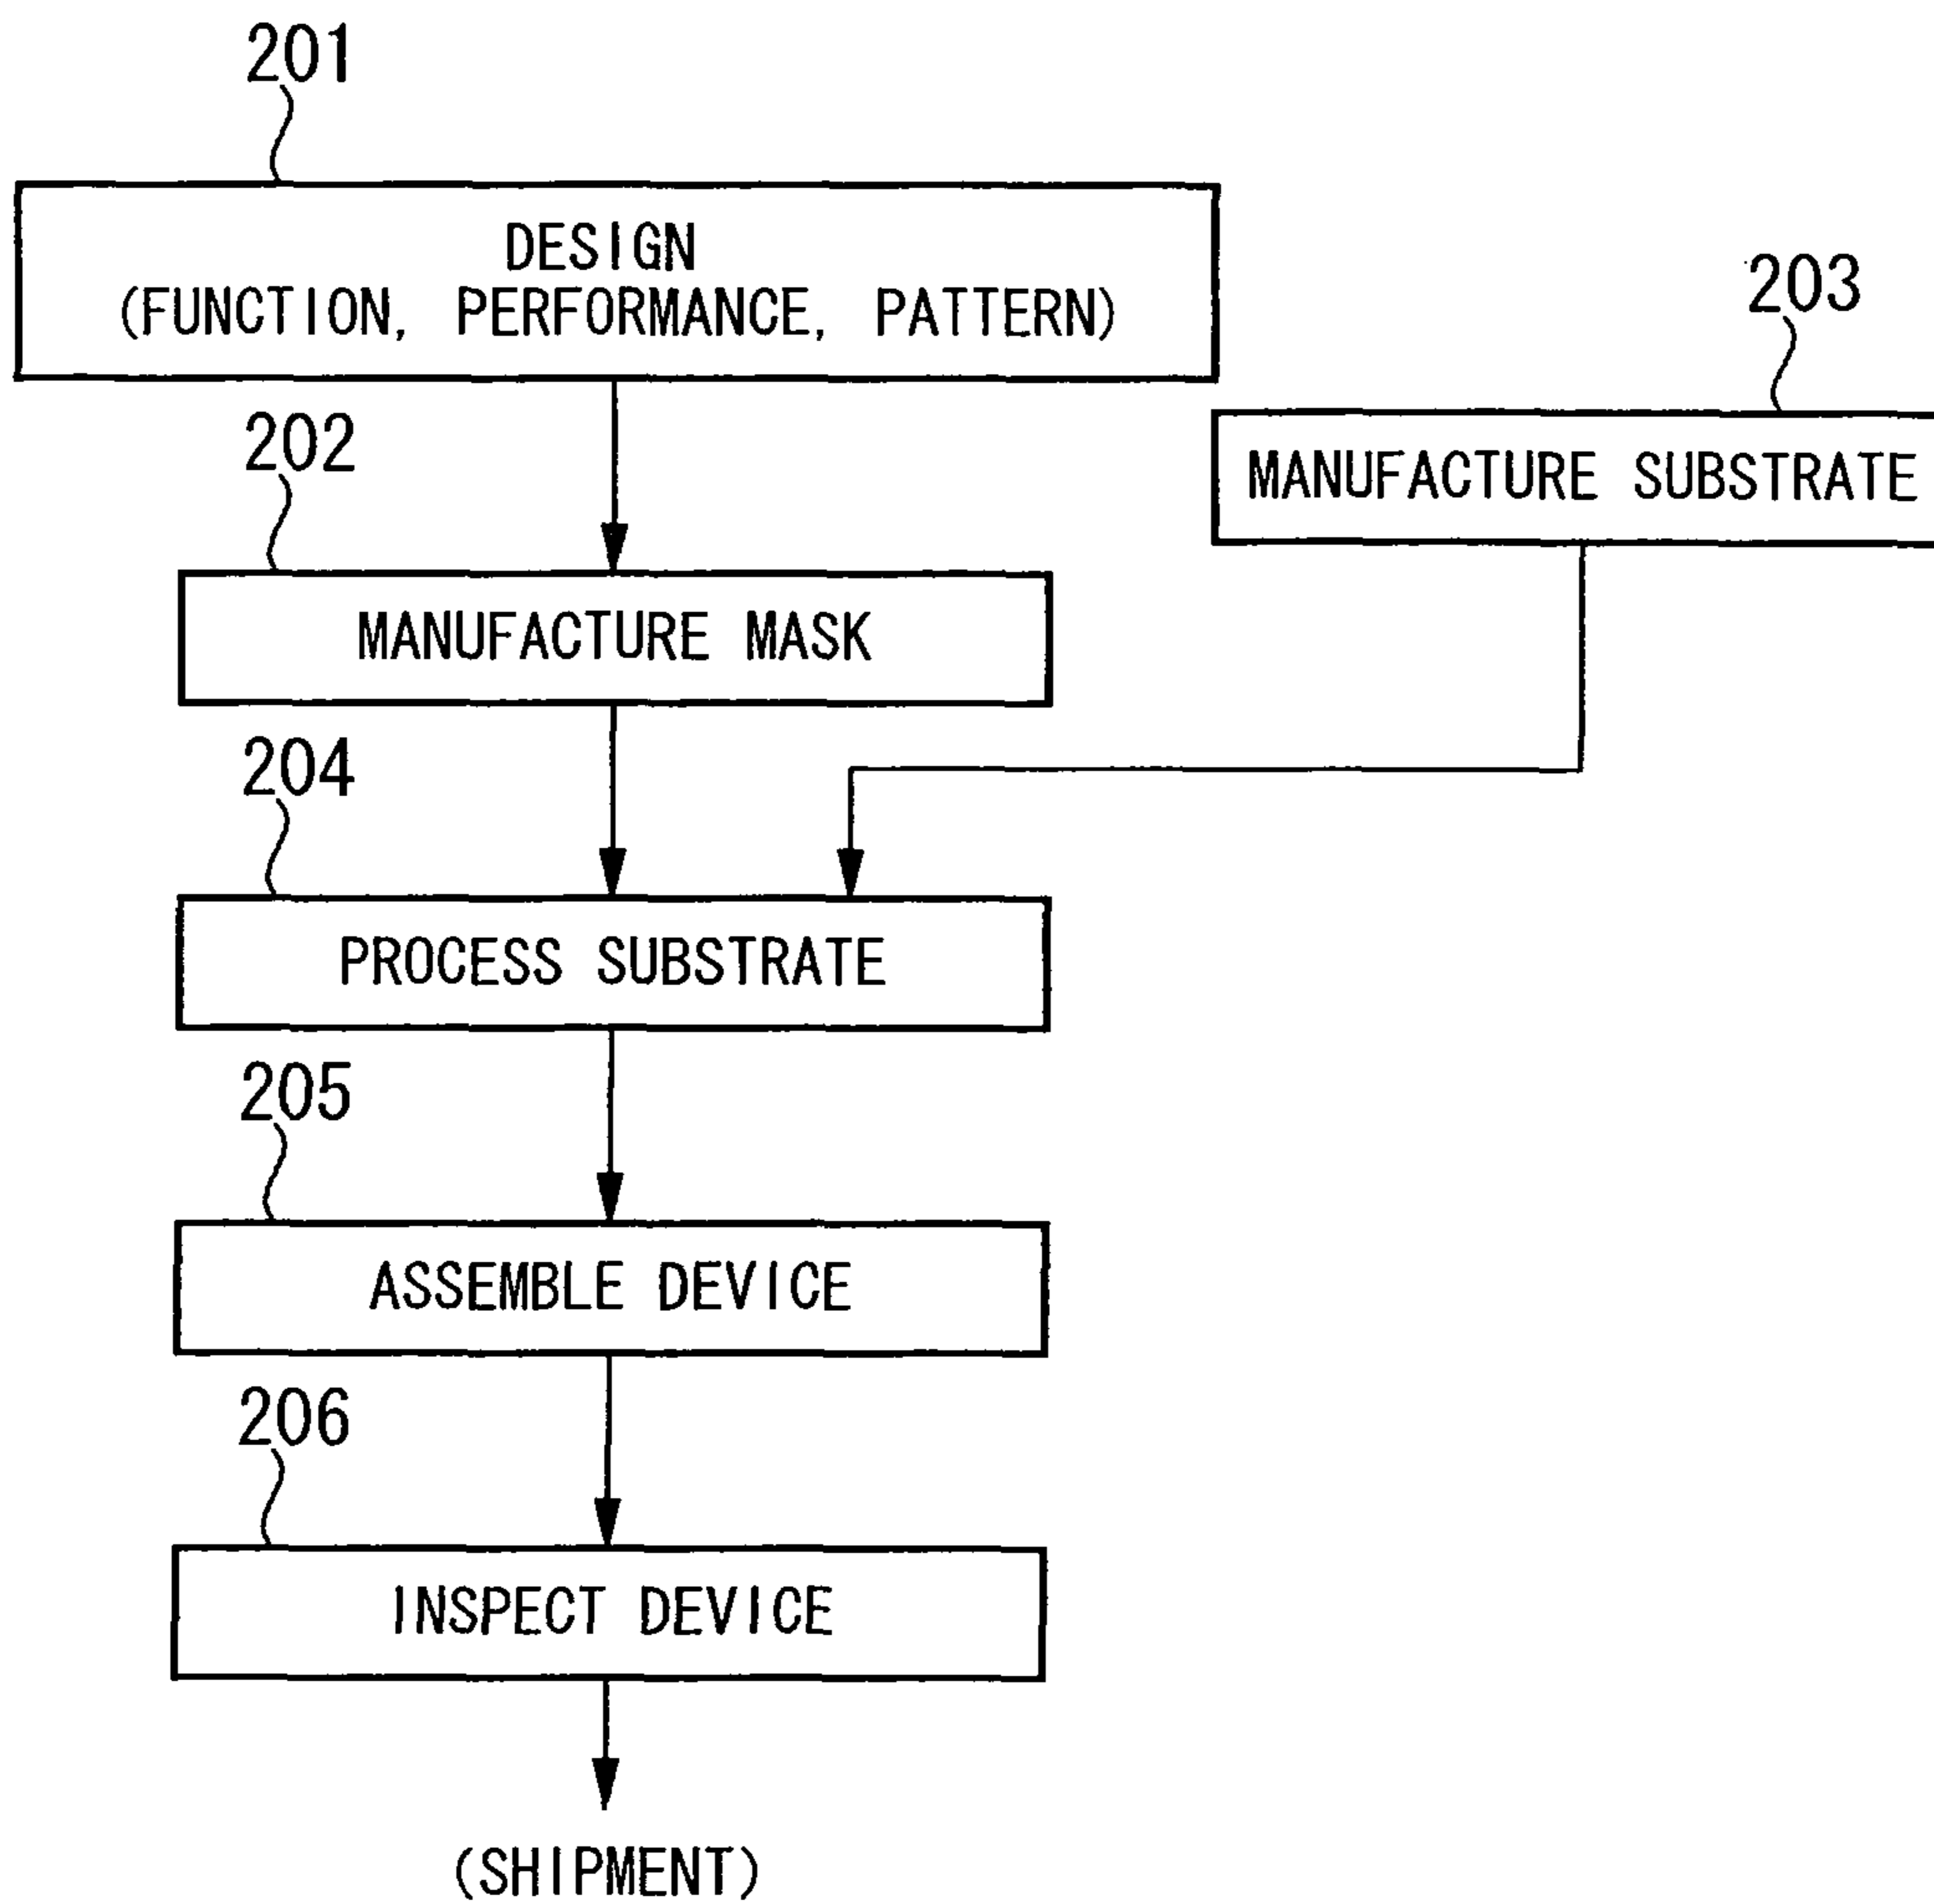 201
DESIGN
(FUNCTION, PERFORMANCE, PATTERN)
203
MANUFACTURE SUBSTRATE
202
MANUFACTURE MASK
204
PROCESS SUBSTRATE
205
ASSEMBLE DEVICE
206
INSPECT DEVICE
(SHIPMENT)